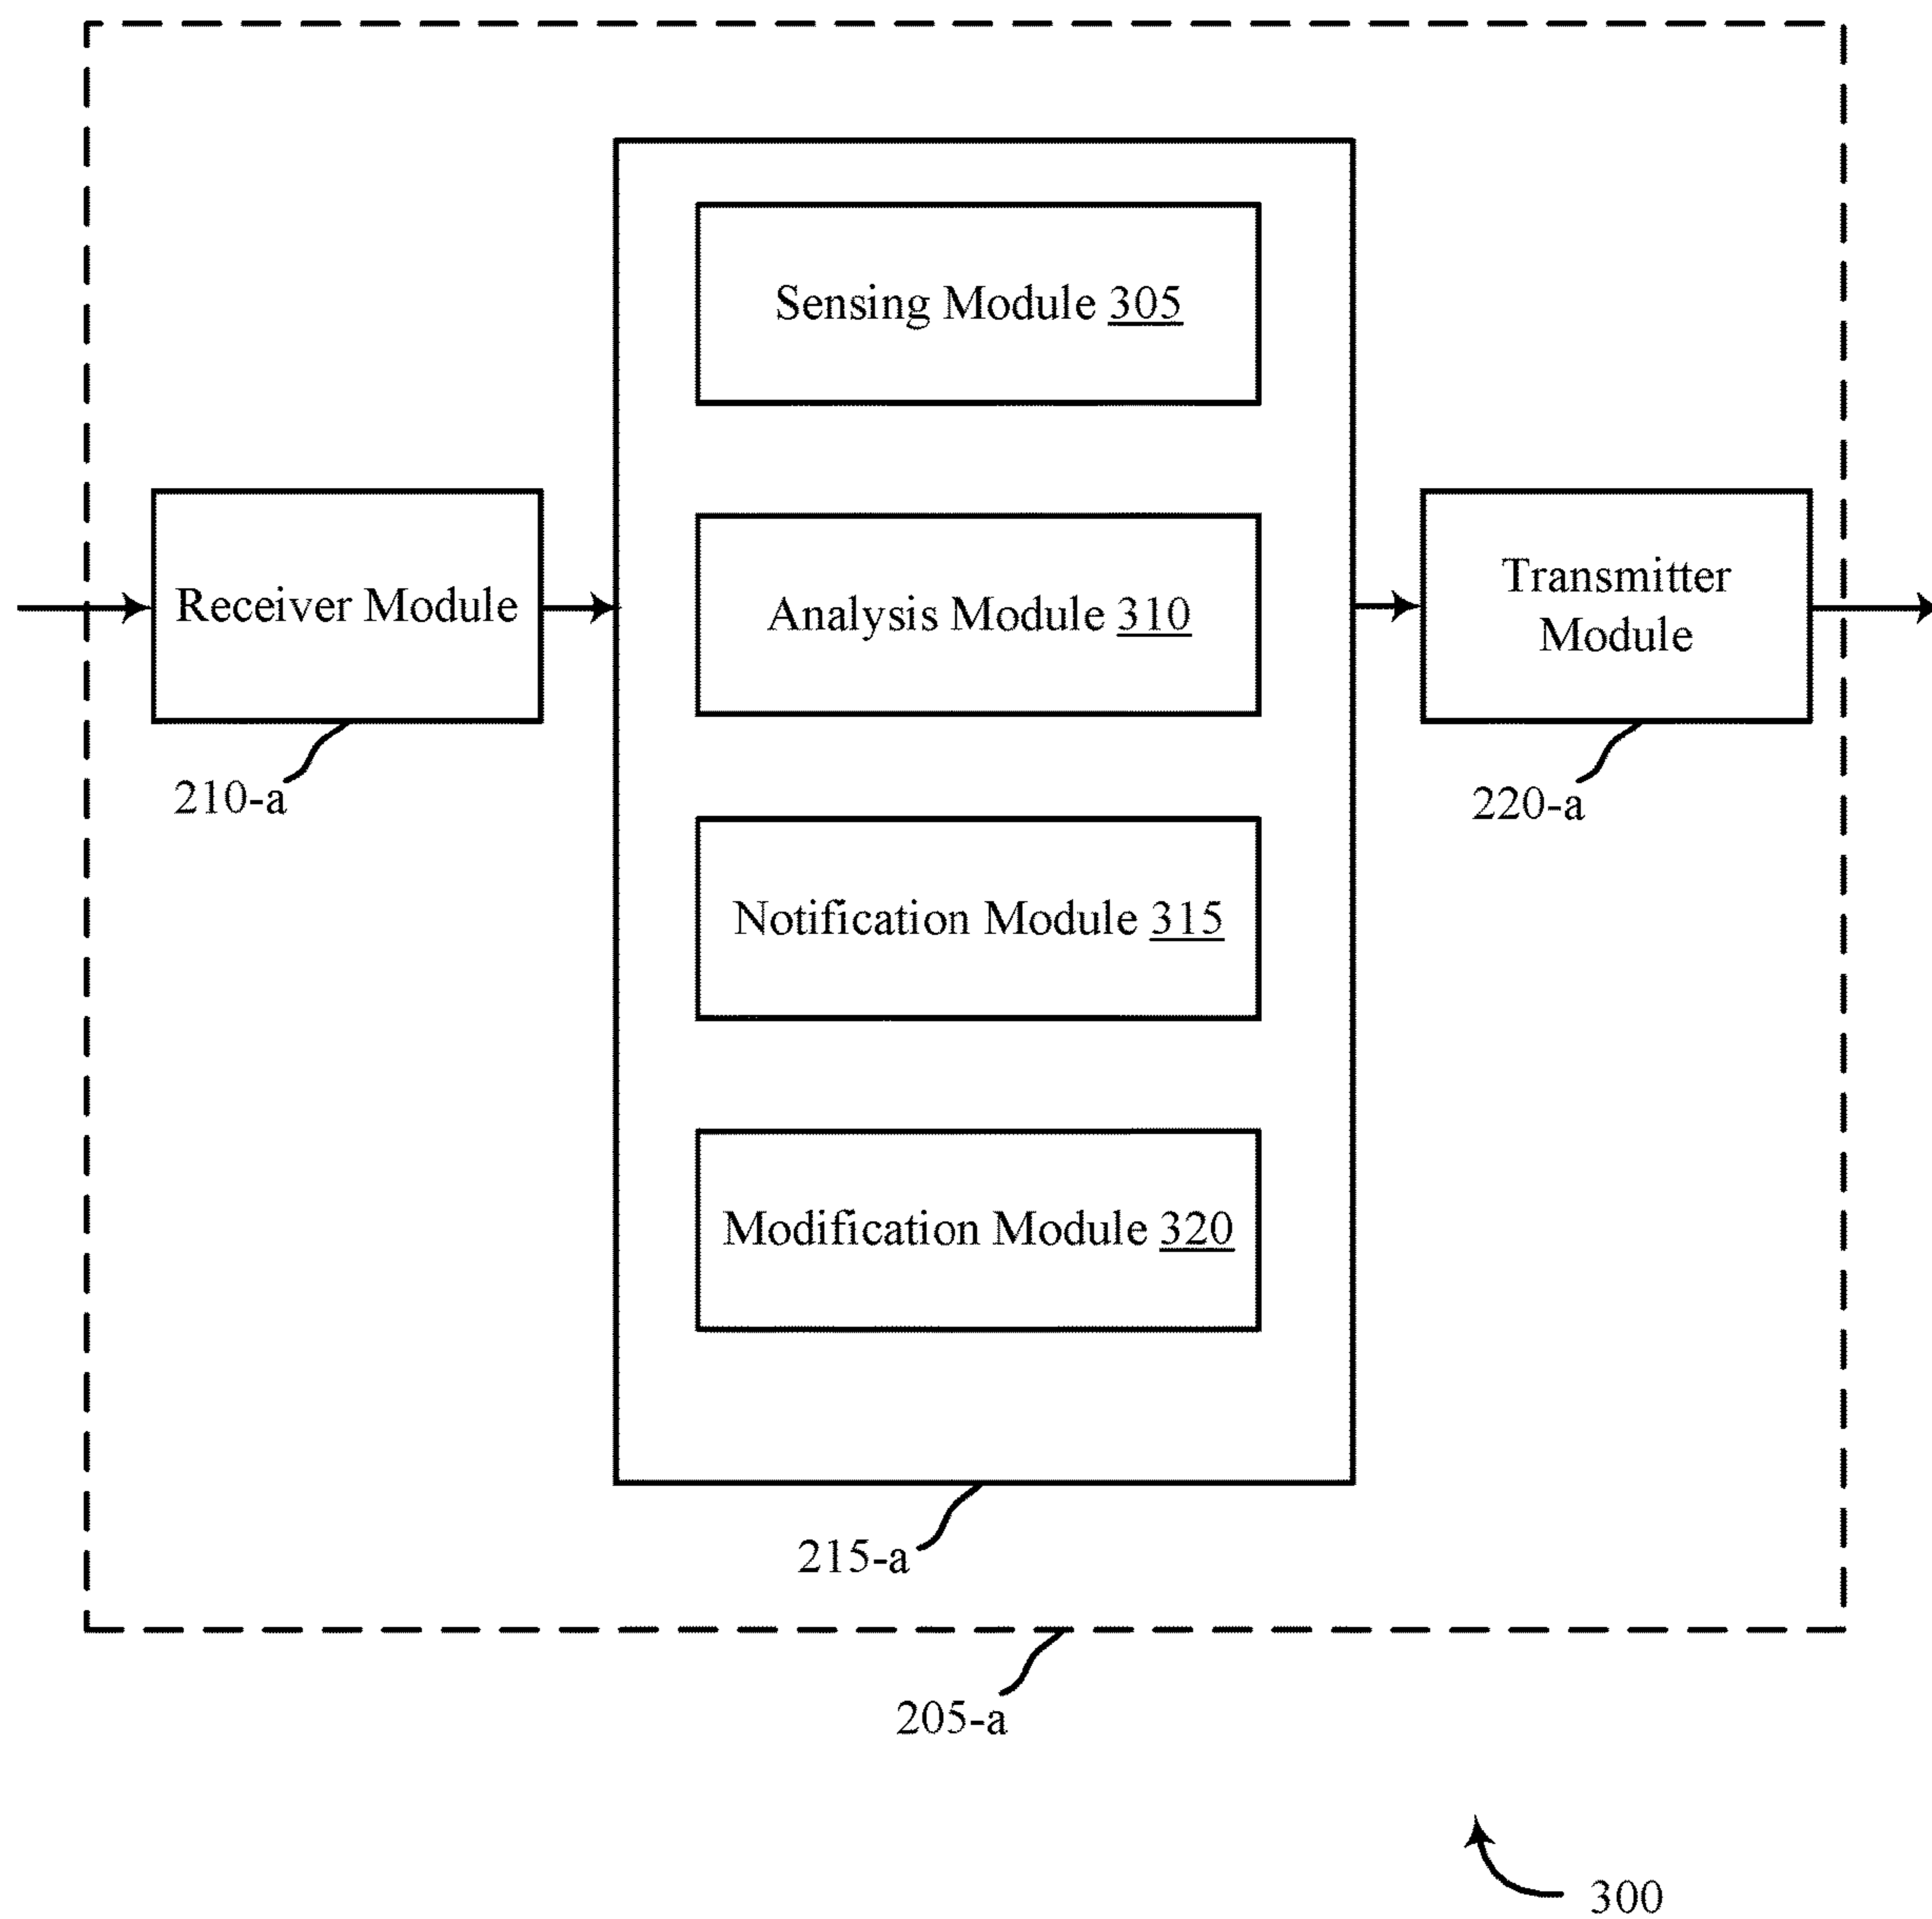 Sensing Module 305
Receiver Module
210-a
Analysis Module 310
Notification Module 315
Modification Module 320
215-a
Transmitter
Module
220-a
205-a
300